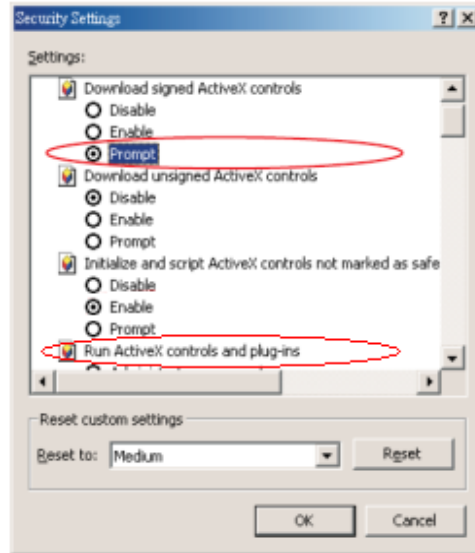 Security Settings
Settings:
Download signed ActiveX controls
Disable
Enable
Prompt
Download unsigned ActiveX controls
Disable
Enable
Prompt
Initialize and script ActiveX controls not marked as safe
Disable
Enable
Prompt
Run ActiveX controls and plug-ins
Reset custom settings
Reset to: Medium Reset
OK Cancel